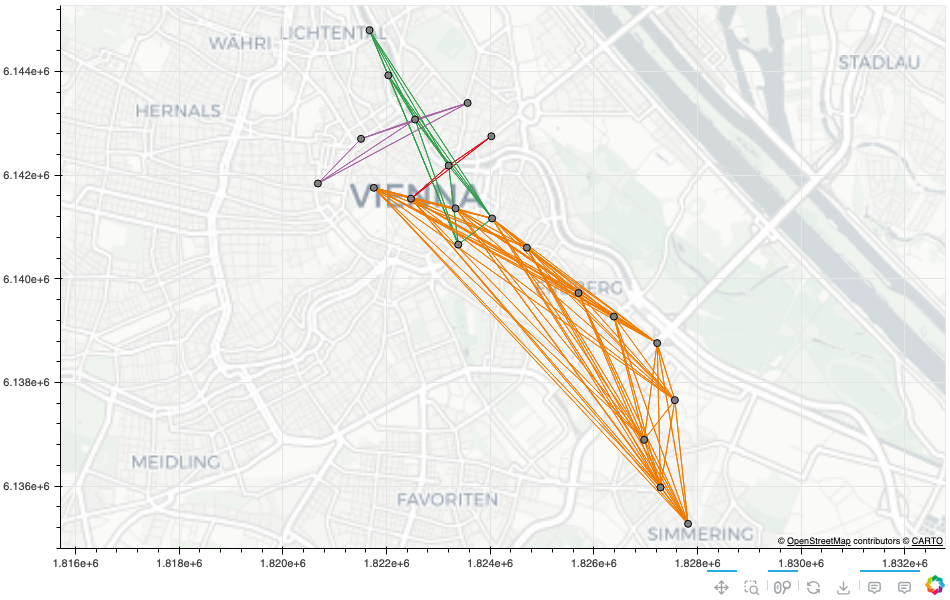 WÄHRI
LICHTENTAL
STADLAU
HERNALS
VIENNA
MEIDLING
FAVORITEN
SIMMERING
6.144e+6
6.142e+6
6.140e+6
6.138e+6
6.136e+6
© OpenStreetMap contributors © CARTO
1.816e+6 1.818e+6 1.820e+6 1.822e+6 1.824e+6 1.826e+6 1.828e+6 1.830e+6 1.832e+6